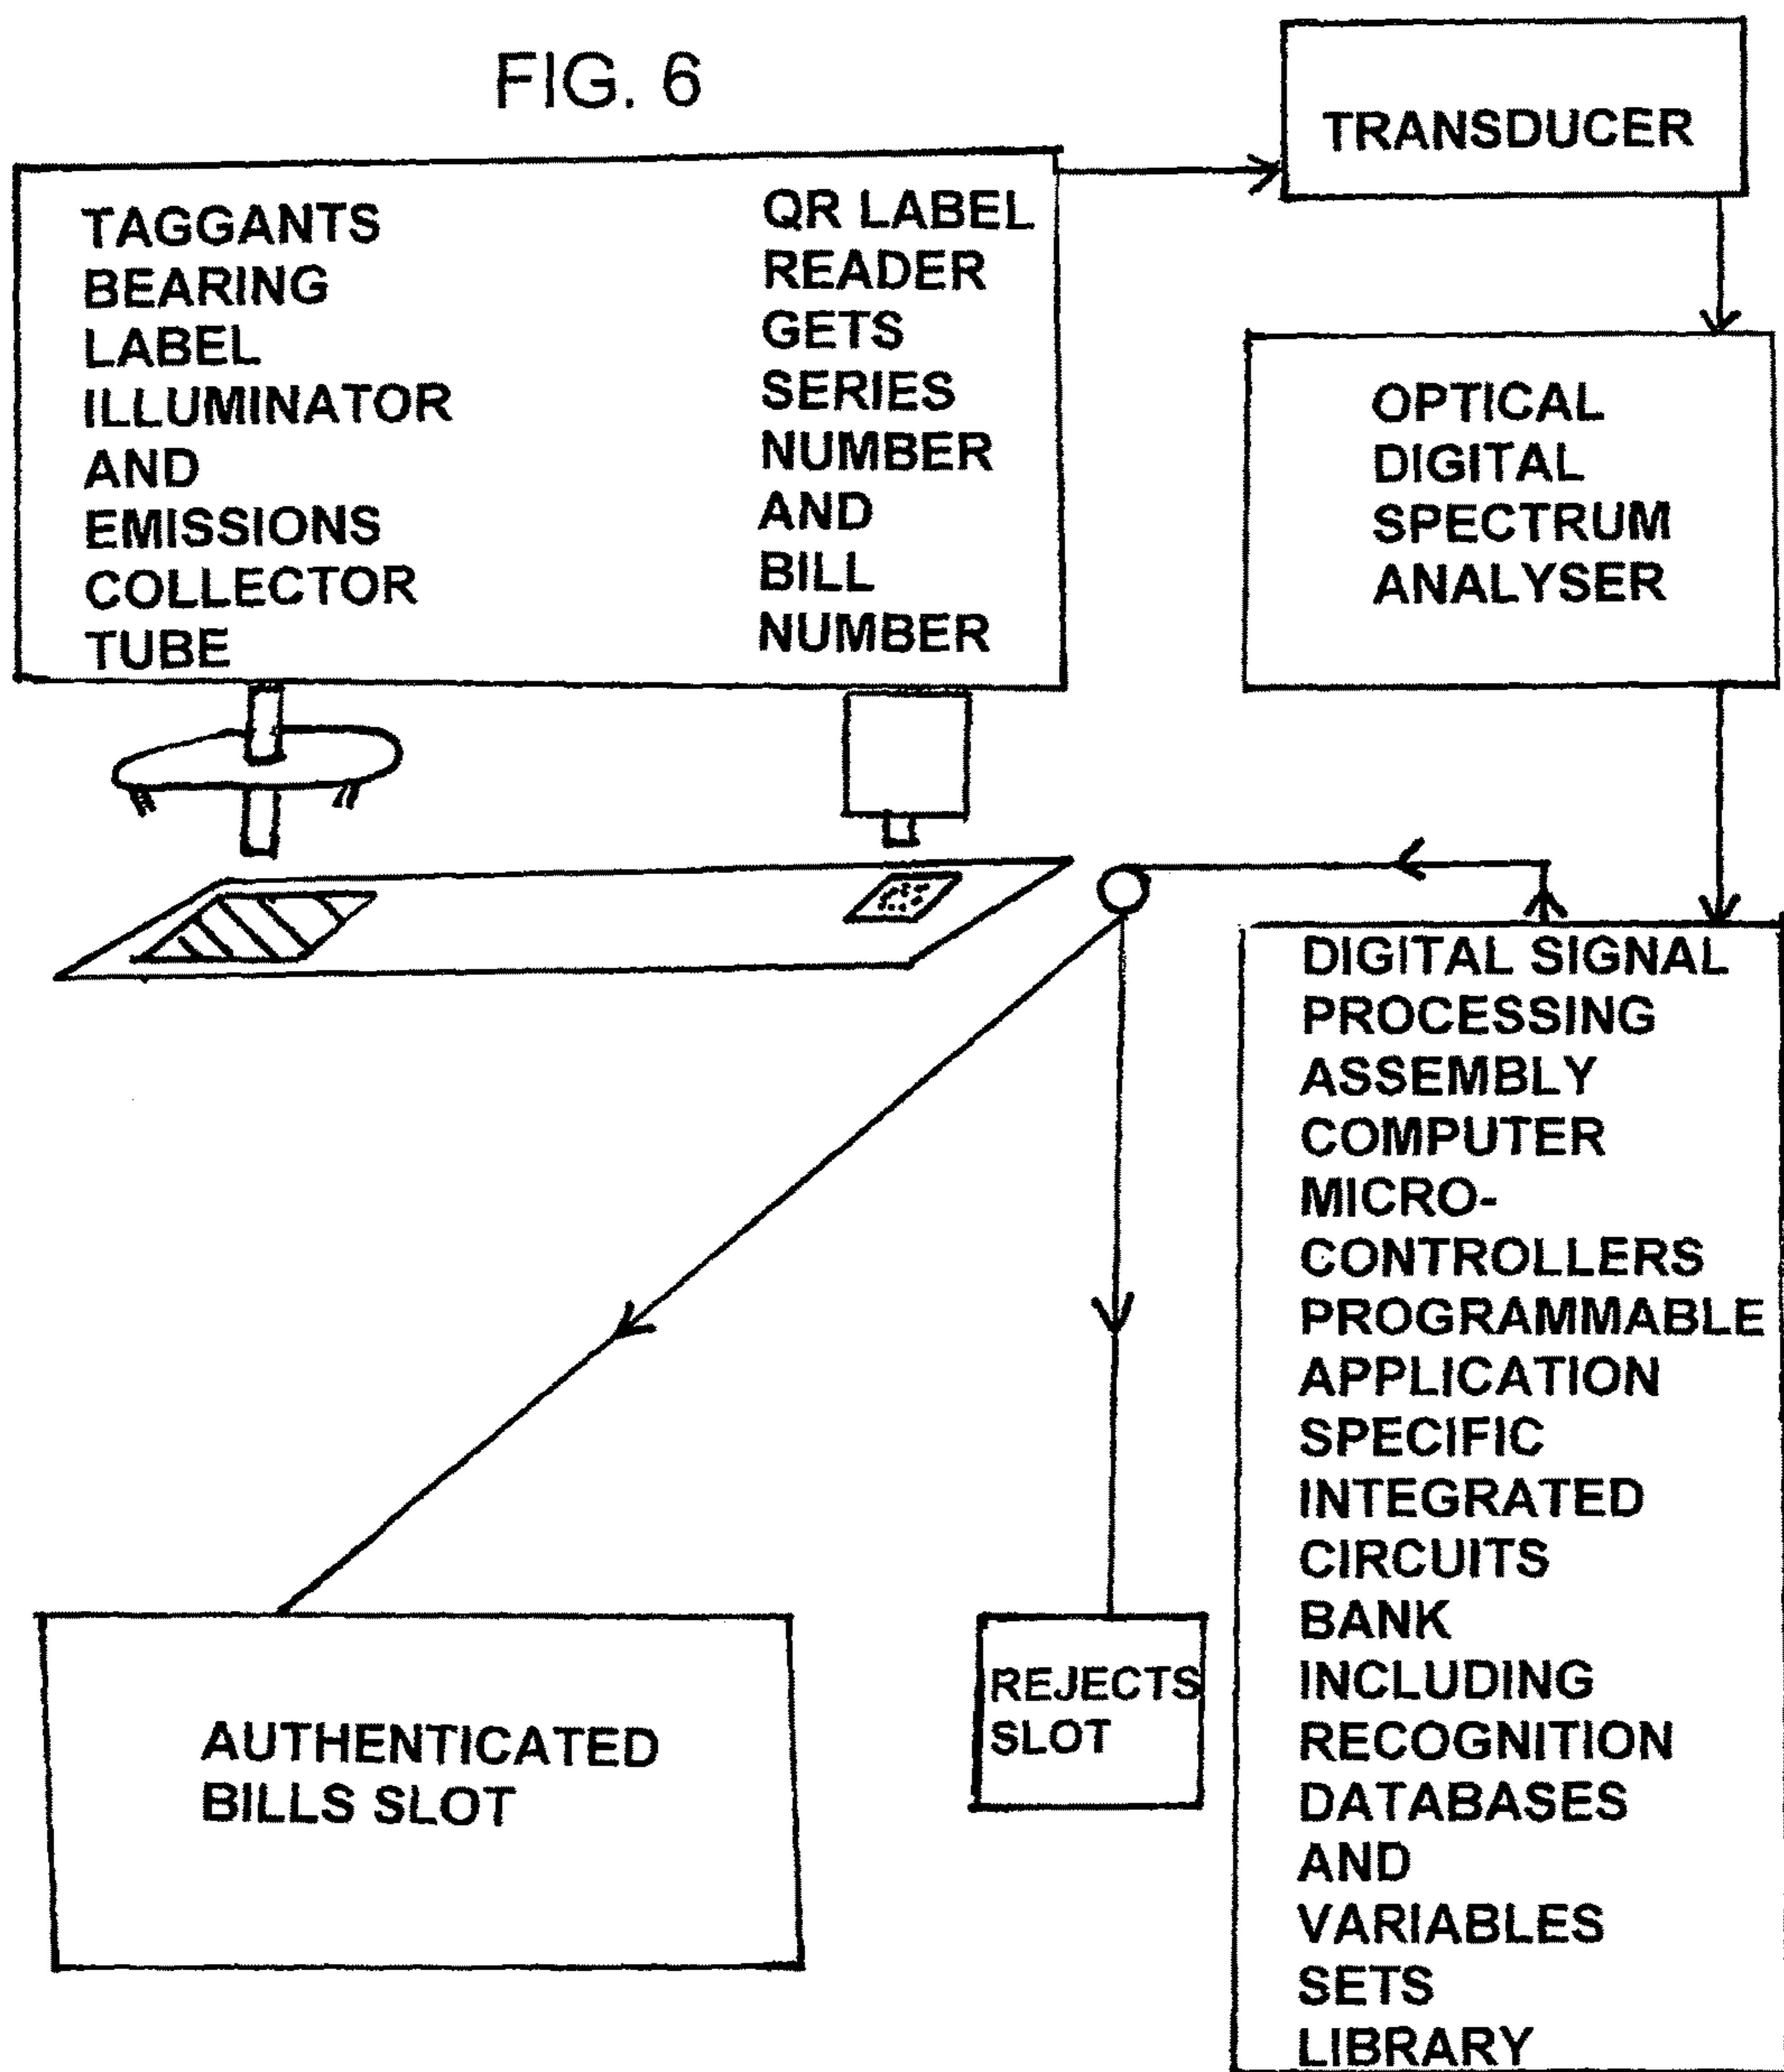 FIG. 6
TRANSDUCER
TAGGANTS
BEARING
LABEL
ILLUMINATOR
AND
EMISSIONS
COLLECTOR
TUBE
QR LABEL
READER
GETS
SERIES
NUMBER
AND
BILL
NUMBER
OPTICAL
DIGITAL
SPECTRUM
ANALYSER
DIGITAL SIGNAL
PROCESSING
ASSEMBLY
COMPUTER
MICRO-
CONTROLLERS
PROGRAMMABLE
APPLICATION
SPECIFIC
INTEGRATED
CIRCUITS
BANK
INCLUDING
RECOGNITION
DATABASES
AND
VARIABLES
SETS
LIBRARY
AUTHENTICATED
BILLS SLOT
REJECTS
SLOT